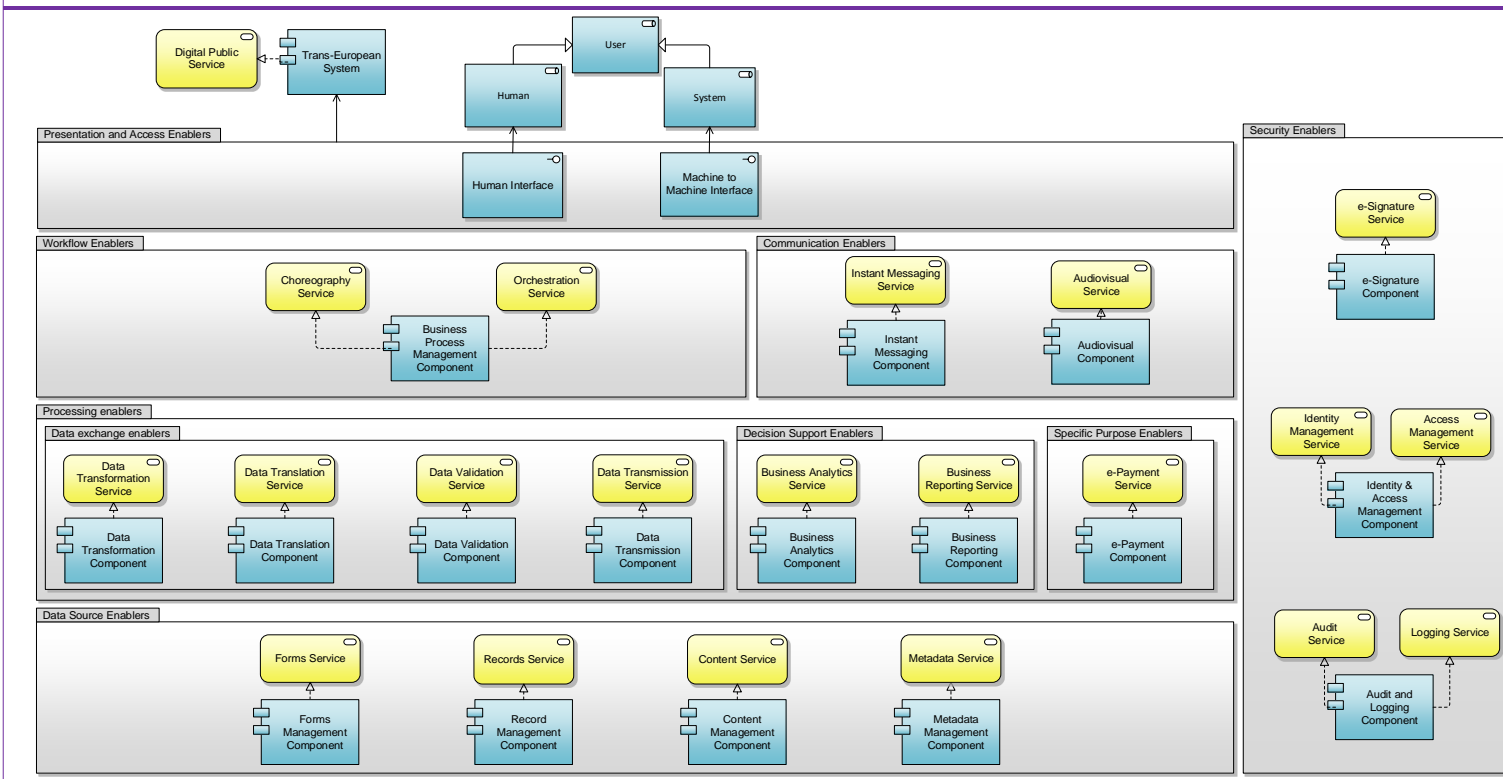 Digital Public
Service
Trans-European
System
User
Human
System
Presentation and Access Enablers
Human Interface
Machine to
Machine Interface
Workflow Enablers
Choreography
Service
Orchestration
Service
Business
Process
Management
Component
Communication Enablers
Instant Messaging
Service
Audiovisual
Service
Instant
Messaging
Component
Audiovisual
Component
Processing enablers
Data exchange enablers
Data
Transformation
Service
Data Translation
Service
Data Validation
Service
Data Transmission
Service
Data
Transformation
Component
Data Translation
Component
Data Validation
Component
Data
Transmission
Component
Decision Support Enablers
Business Analytics
Service
Business
Reporting Service
Business
Analytics
Component
Business
Reporting
Component
Specific Purpose Enablers
e-Payment
Service
e-Payment
Component
Data Source Enablers
Forms Service
Records Service
Content Service
Metadata Service
Forms
Management
Component
Record
Management
Component
Content
Management
Component
Metadata
Management
Component
Security Enablers
e-Signature
Service
e-Signature
Component
Identity
Management
Service
Access
Management
Service
Identity &
Access
Management
Component
Audit
Service
Logging Service
Audit and
Logging
Component